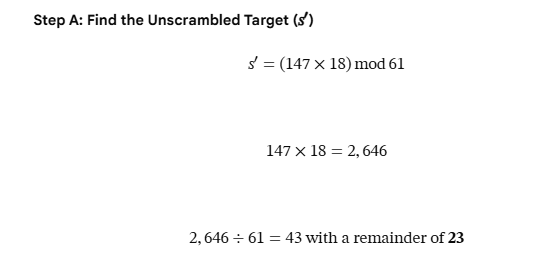 Step A: Find the Unscrambled Target (s′)
s′ = (147 × 18) mod 61
147 × 18 = 2,646
2,646 ÷ 61 = 43 with a remainder of 23